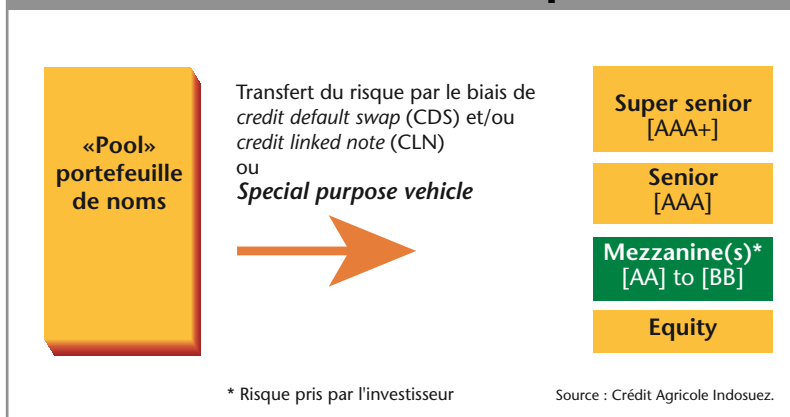 «Pool»
portefeuille
de noms
Transfert du risque par le biais de
credit default swap (CDS) et/ou
credit linked note (CLN)
ou
Special purpose vehicle
Super senior
[AAA+]
Senior
[AAA]
Mezzanine(s)*
[AA] to [BB]
Equity
* Risque pris par l'investisseur
Source : Crédit Agricole Indosuez.